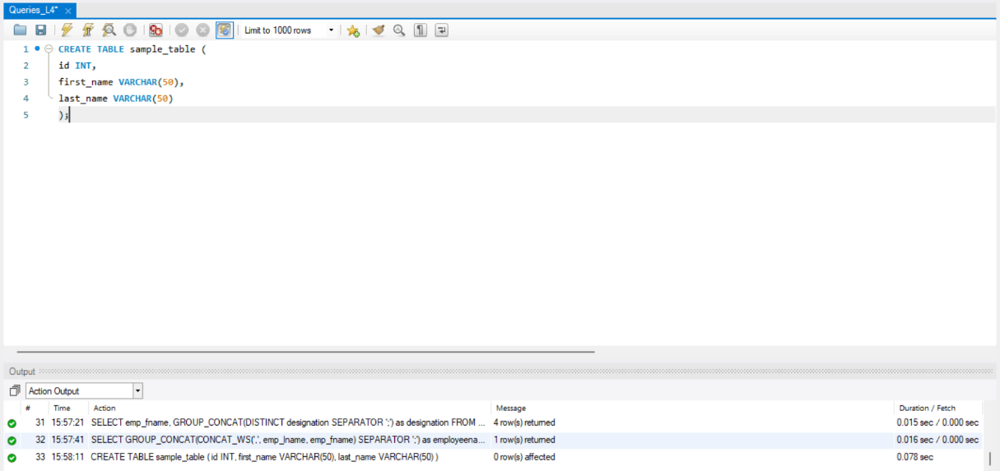 Queries_L4*
Limit to 1000 rows
1 CREATE TABLE sample_table (
2 id INT,
3 first_name VARCHAR(50),
4 last_name VARCHAR(50)
5 );
Output
Action Output
# Time Action Message Duration / Fetch
31 15:57:21 SELECT emp_fname, GROUP_CONCAT(DISTINCT designation SEPARATOR ';') as designation FROM ... 4 row(s) returned 0.015 sec / 0.000 sec
32 15:57:41 SELECT GROUP_CONCAT(CONCAT_WS(',', emp_lname, emp_fname) SEPARATOR ';') as employeena... 1 row(s) returned 0.016 sec / 0.000 sec
33 15:58:11 CREATE TABLE sample_table ( id INT, first_name VARCHAR(50), last_name VARCHAR(50) ) 0 row(s) affected 0.078 sec